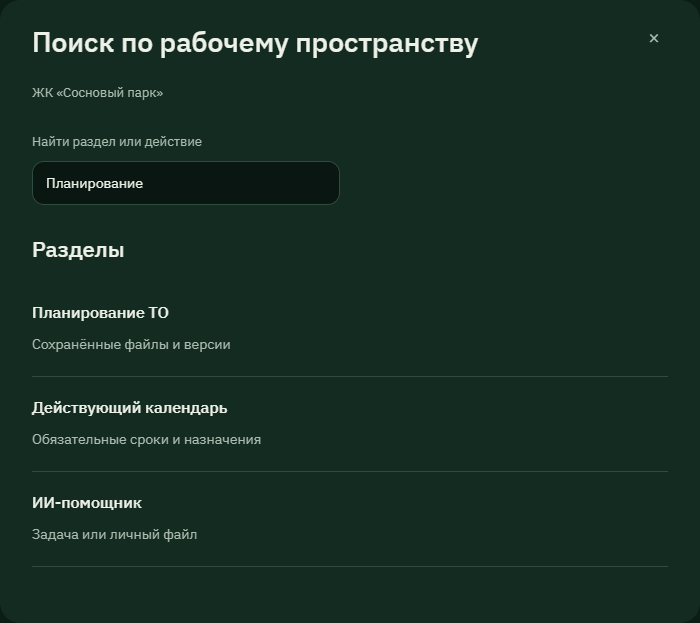 Поиск по рабочему пространству
×
ЖК «Сосновый парк»
Найти раздел или действие
Планирование
Разделы
Планирование ТО
Сохранённые файлы и версии
Действующий календарь
Обязательные сроки и назначения
ИИ-помощник
Задача или личный файл